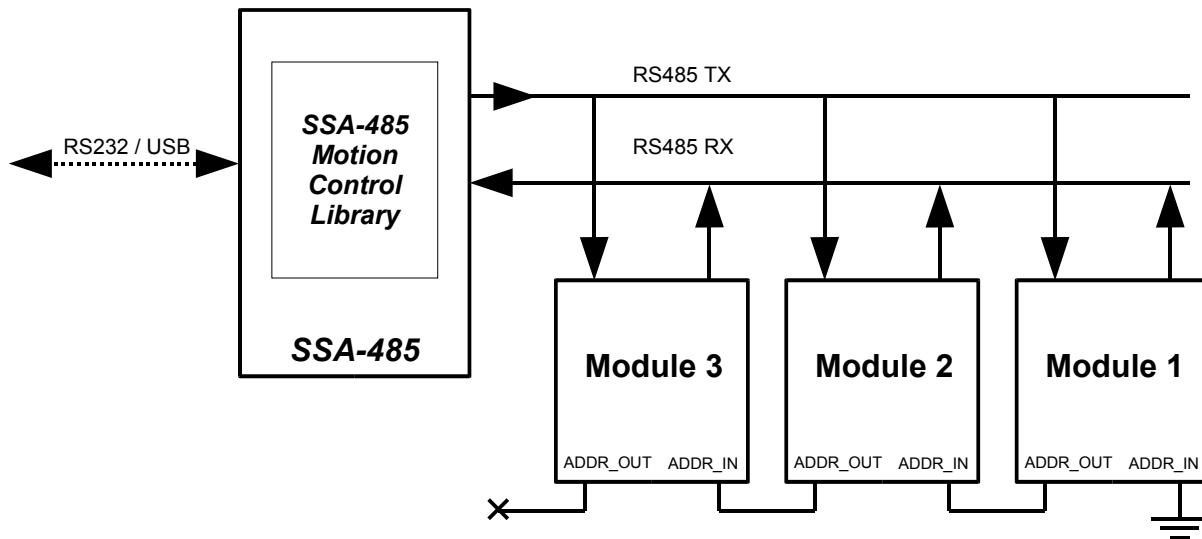 RS232 / USB
SSA-485
Motion
Control
Library
SSA-485
RS485 TX
RS485 RX
Module 3
ADDR_OUT ADDR_IN
Module 2
ADDR_OUT ADDR_IN
Module 1
ADDR_OUT ADDR_IN